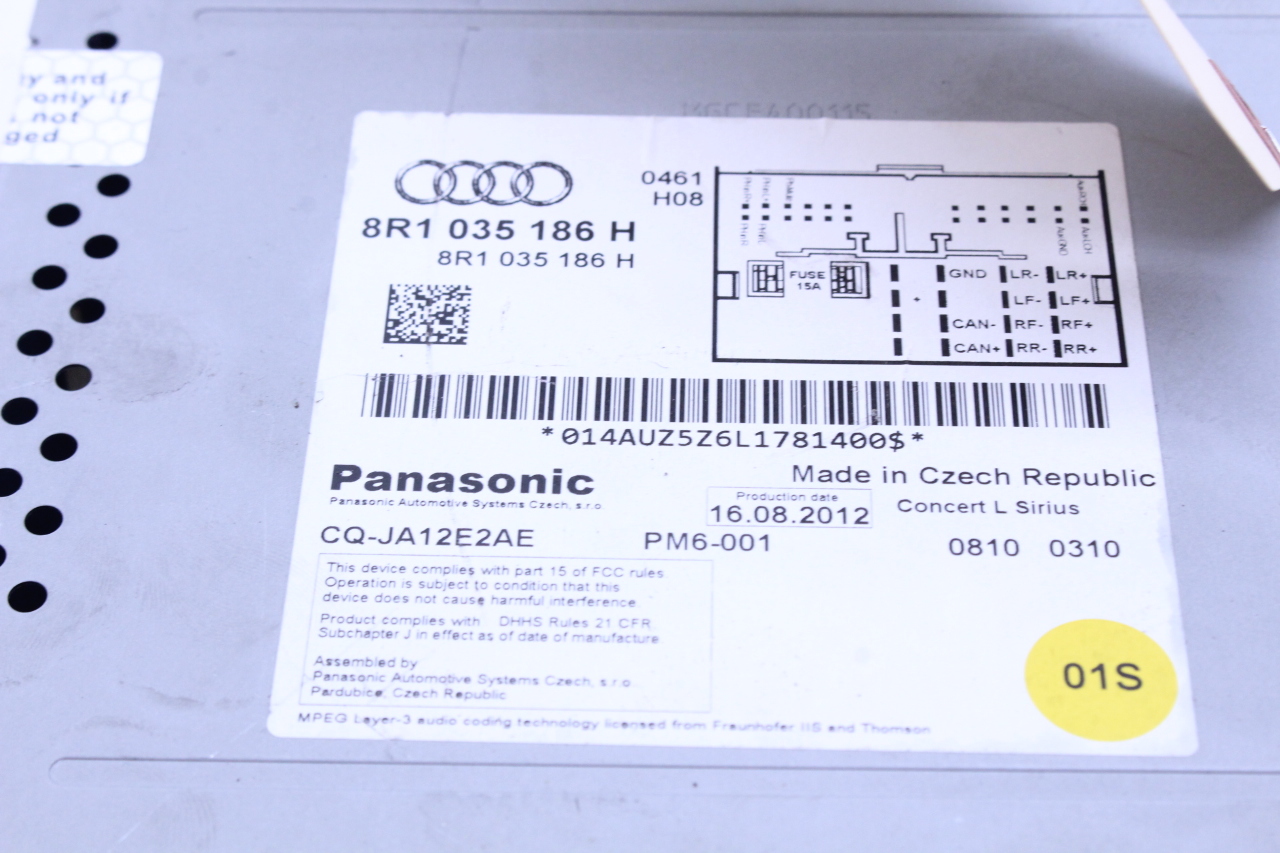 y and
only if
not
ged
8R1 035 186 H
8R1 035 186 H
0461
H08
FUSE
15A
+
GND LR- LR+
LF- LF+
CAN- RF- RF+
CAN+ RR- RR+
*014AUZ5Z6L1781400$*
Panasonic
Panasonic Automotive Systems Czech, s.r.o.
Made in Czech Republic
Production date
16.08.2012
Concert L Sirius
CQ-JA12E2AE PM6-001 0810 0310
This device complies with part 15 of FCC rules.
Operation is subject to condition that this
device does not cause harmful interference.
Product complies with DHHS Rules 21 CFR
Subchapter J in effect as of date of manufacture
Assembled by
Panasonic Automotive Systems Czech, s.r.o.
Pardubice, Czech Republic
MPEG Layer-3 audio coding technology licensed from Fraunhofer IIS and Thomson
01S